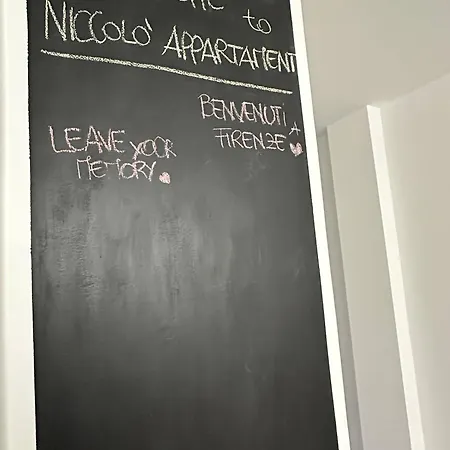 to
NICCOLO' APPARTAMENT
BENVENUTI
A
FIRENZE
LEAVE YOUR
MEMORY